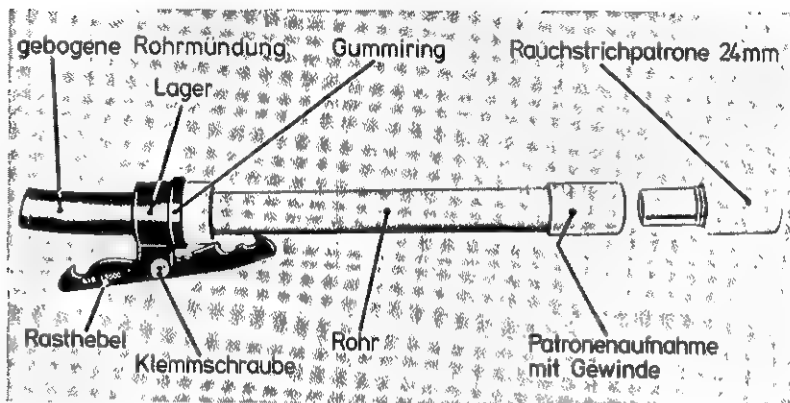 gebogene Rohrmündung
Gummiring
Rauchstrichpatrone 24mm
Lager
Rasthebel
Klemmschraube
Rohr
Patronenaufnahme
mit Gewinde